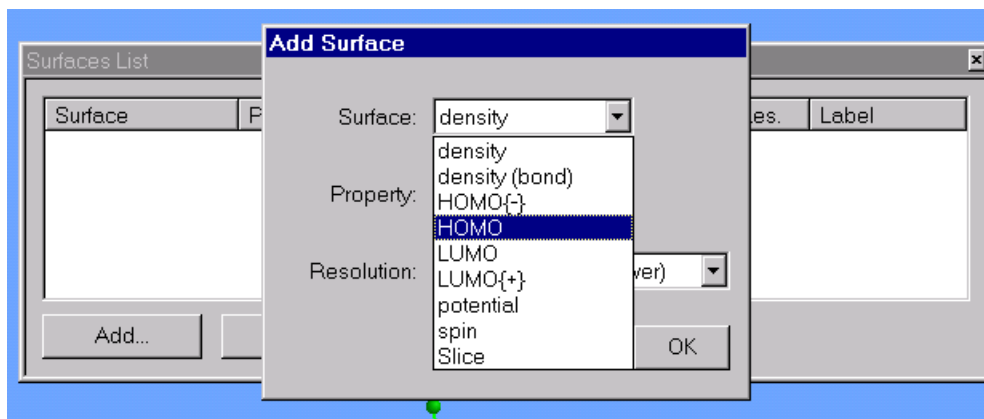 Add Surface
Surfaces List
Surface
P
Surface:
density
es.
Label
density
density (bond)
HOMO{-}
Property:
HOMO
LUMO
Resolution:
LUMO{+}
ver)
potential
spin
Slice
Add...
OK